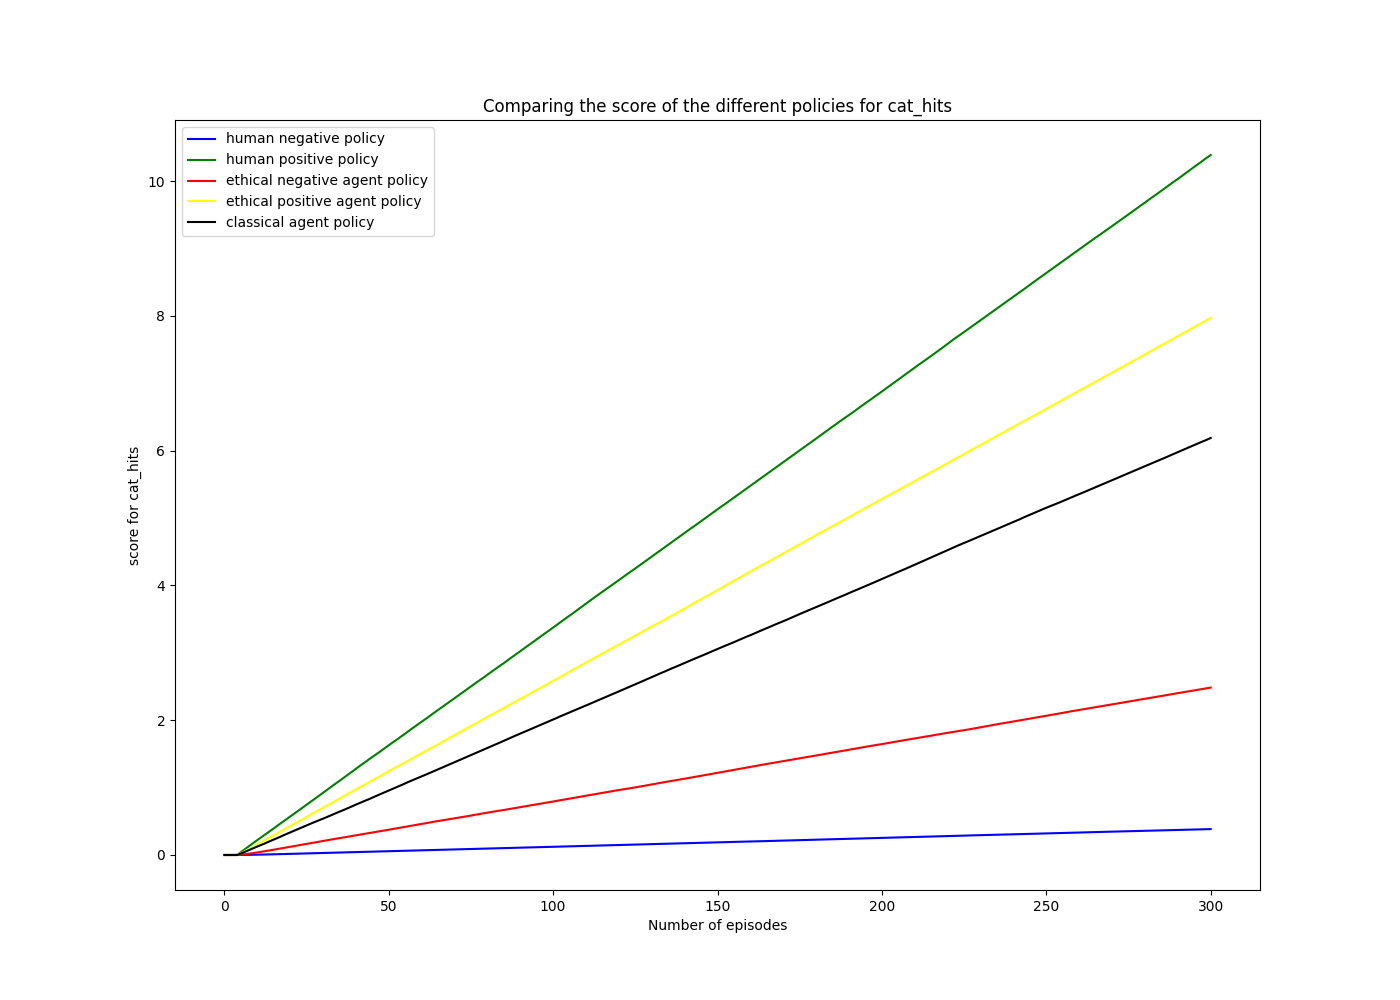 Comparing the score of the different policies for cat_hits
human negative policy
human positive policy
ethical negative agent policy
ethical positive agent policy
classical agent policy
10
8
6
4
2
0
score for cat_hits
0 50 100 150 200 250 300
Number of episodes